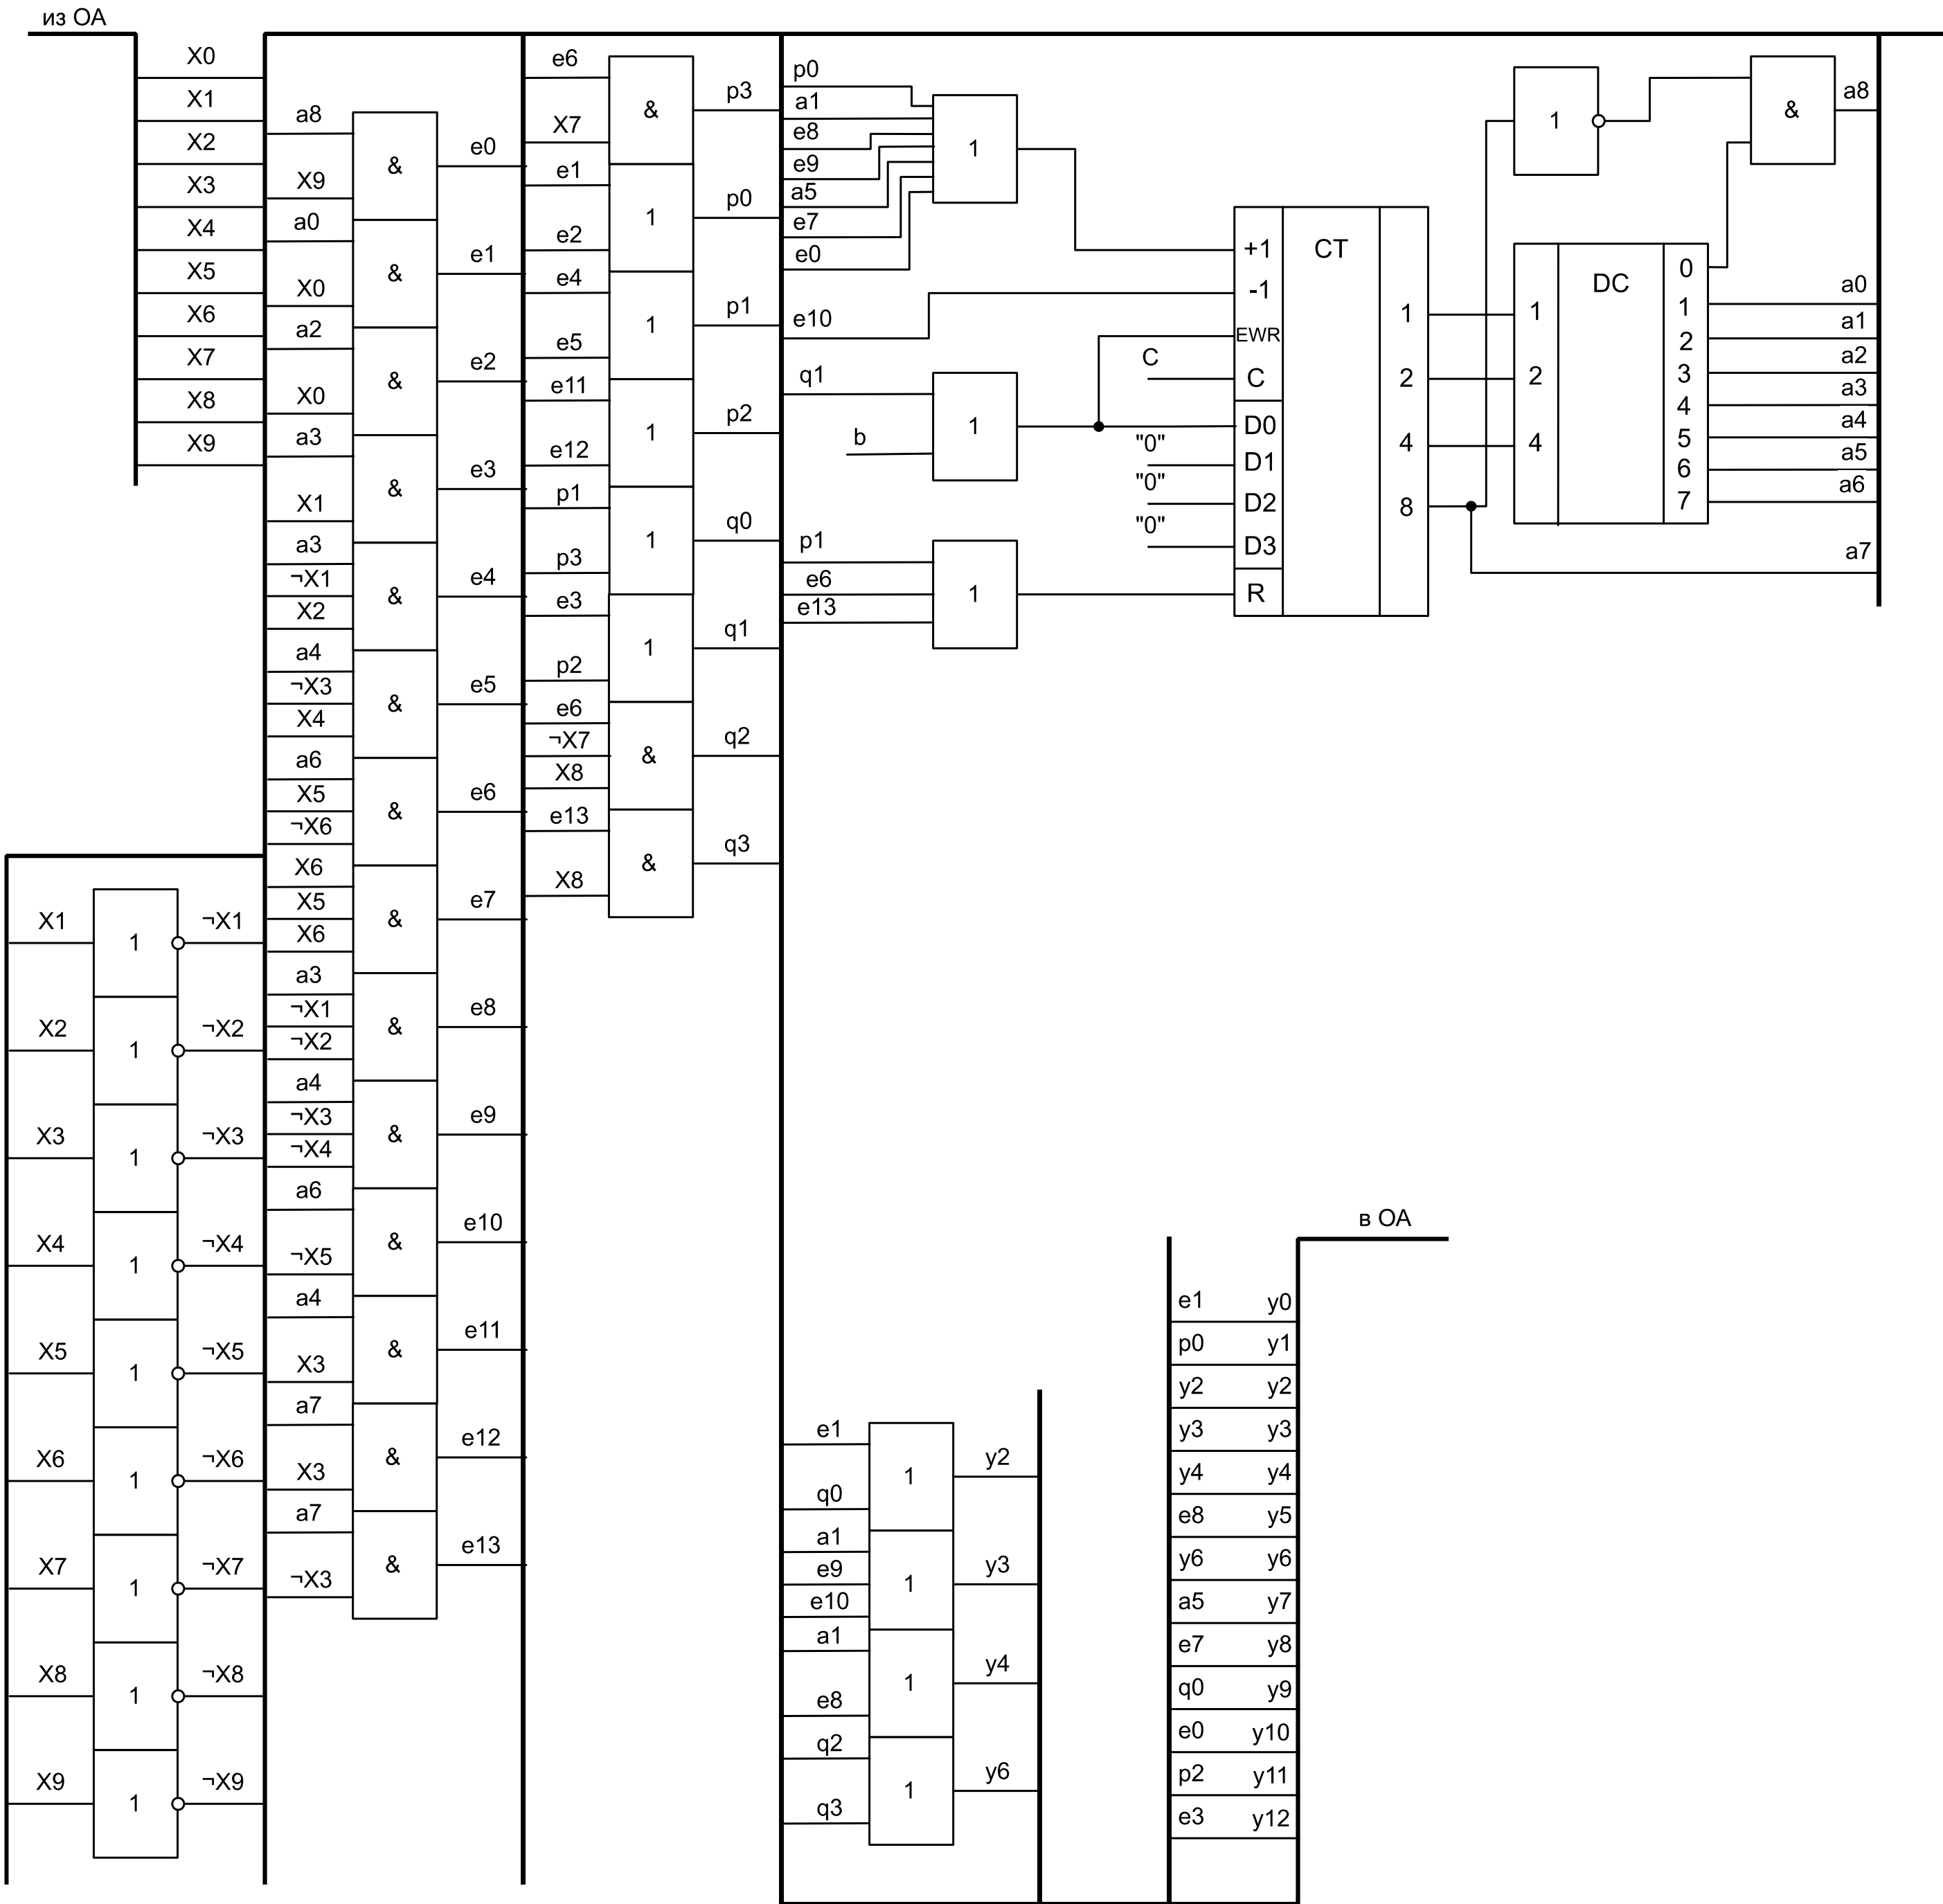 из ОА
X0
X1
X2
X3
X4
X5
X6
X7
X8
X9
X1 1 ¬X1
X2 1 ¬X2
X3 1 ¬X3
X4 1 ¬X4
X5 1 ¬X5
X6 1 ¬X6
X7 1 ¬X7
X8 1 ¬X8
X9 1 ¬X9
a8
X9
& e0
a0
X0
& e1
a2
X0
& e2
a3
X1
& e3
a3
¬X1
X2
& e4
a4
¬X3
X4
& e5
a6
X5
¬X6
& e6
X6
X5
X6
& e7
a3
¬X1
¬X2
& e8
a4
¬X3
¬X4
& e9
a6
¬X5
& e10
a4
X3
& e11
a7
X3
& e12
a7
¬X3
& e13
e6
X7
& p3
e1
e2
1 p0
e4
e5
1 p1
e11
e12
1 p2
p1
p3
1 q0
e3
p2
1 q1
e6
¬X7
X8
& q2
e13
X8
& q3
p0
a1
e8
e9
a5
e7
e0
1
e10
q1
b
1
p1
e6
e13
1
C
"0"
"0"
"0"
+1
-1
EWR
C
D0
D1
D2
D3
R
CT
1
2
4
8
1
2
4
DC
0
1
2
3
4
5
6
7
1
&
a8
a0
a1
a2
a3
a4
a5
a6
a7
e1
q0
1 y2
a1
e9
e10
1 y3
a1
e8
1 y4
q2
q3
1 y6
в ОА
e1 y0
p0 y1
y2 y2
y3 y3
y4 y4
e8 y5
y6 y6
a5 y7
e7 y8
q0 y9
e0 y10
p2 y11
e3 y12